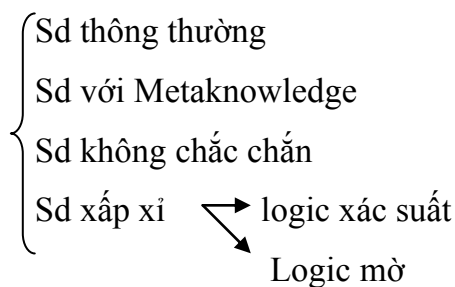 Sd thông thường
Sd với Metaknowledge
Sd không chắc chắn
Sd xấp xỉ logic xác suất
Logic mờ